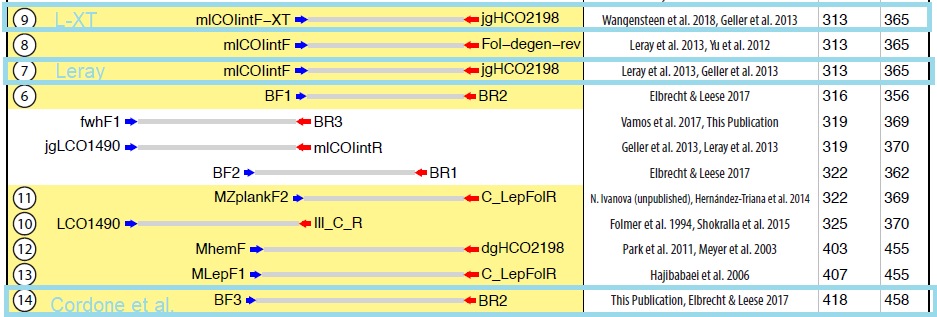 9 L-XT mlCOIintF-XT jgHCO2198 Wangensteen et al. 2018, Geller et al. 2013 313 365
8 mlCOIintF Fol-degen-rev Leray et al. 2013, Yu et al. 2012 313 365
7 Leray mlCOIintF jgHCO2198 Leray et al. 2013, Geller et al. 2013 313 365
6 BF1 BR2 Elbrecht & Leese 2017 316 356
fwhF1 BR3 Vamos et al. 2017, This Publication 319 369
jgLCO1490 mlCOIintR Geller et al. 2013, Leray et al. 2013 319 370
BF2 BR1 Elbrecht & Leese 2017 322 362
11 MZplankF2 C_LepFolR N. Ivanova (unpublished), Hernández-Triana et al. 2014 322 369
10 LCO1490 Ill_C_R Folmer et al. 1994, Shokralla et al. 2015 325 370
12 MhemF dgHCO2198 Park et al. 2011, Meyer et al. 2003 403 455
13 MLepF1 C_LepFolR Hajibabaei et al. 2006 407 455
14 Cordone et al. BF3 BR2 This Publication, Elbrecht & Leese 2017 418 458